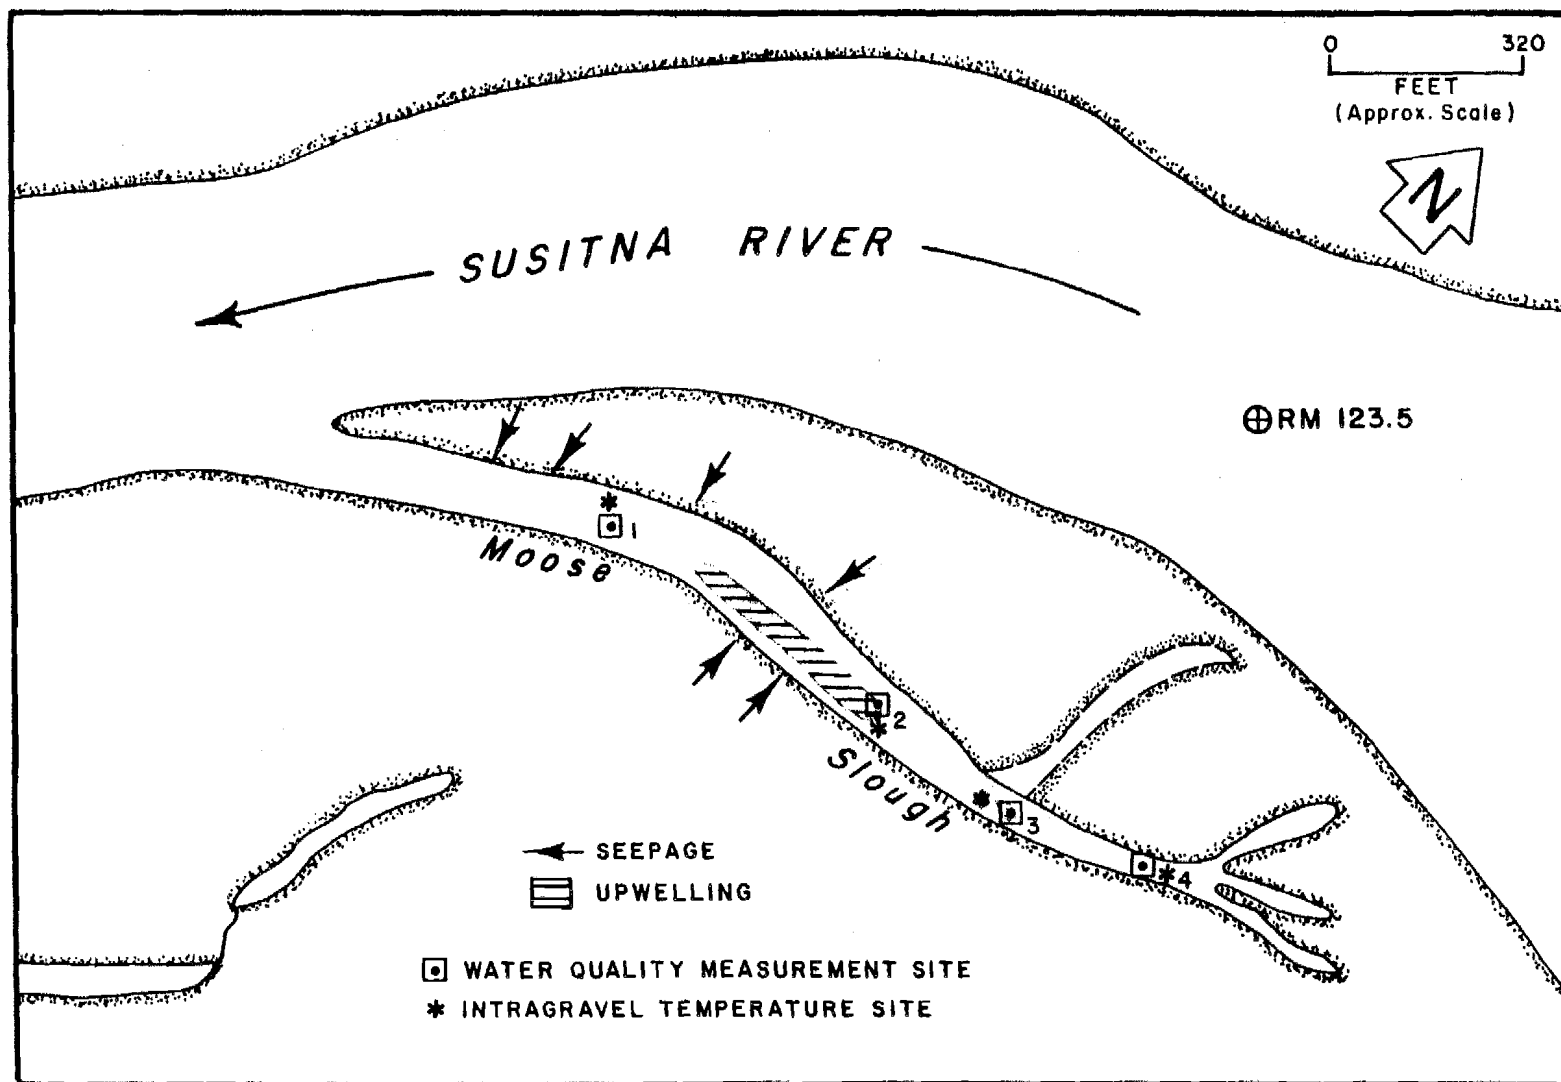 0 320
FEET
(Approx. Scale)
N
SUSITNA RIVER
RM 123.5
1
Moose
2
Slough
3
4
SEEPAGE
UPWELLING
WATER QUALITY MEASUREMENT SITE
* INTRAGRAVEL TEMPERATURE SITE